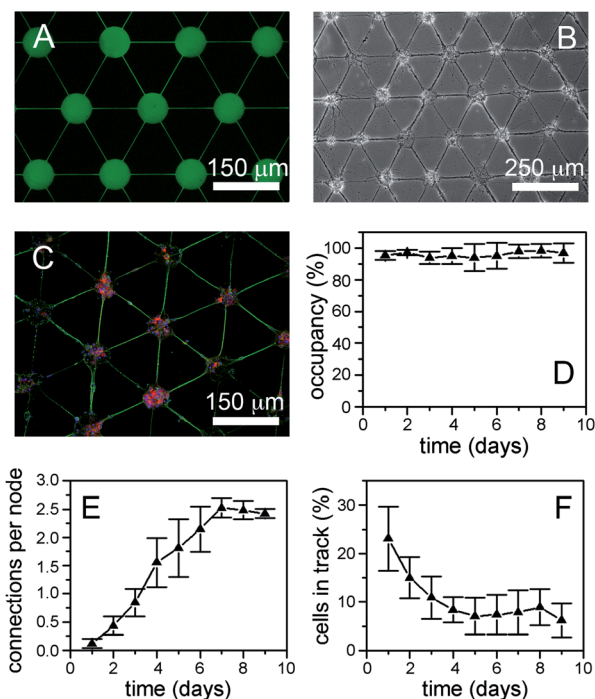 A
150 μm
B
250 μm
C
150 μm
D
occupancy (%)
100
80
60
40
20
0
0 2 4 6 8 10
time (days)
E
connections per node
3.0
2.5
2.0
1.5
1.0
0.5
0.0
0 2 4 6 8 10
time (days)
F
cells in track (%)
30
20
10
0
0 2 4 6 8 10
time (days)